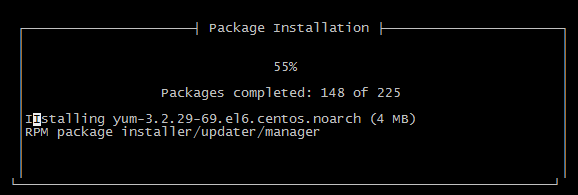 Package Installation
55%
Packages completed: 148 of 225
Installing yum-3.2.29-69.el6.centos.noarch (4 MB)
RPM package installer/updater/manager